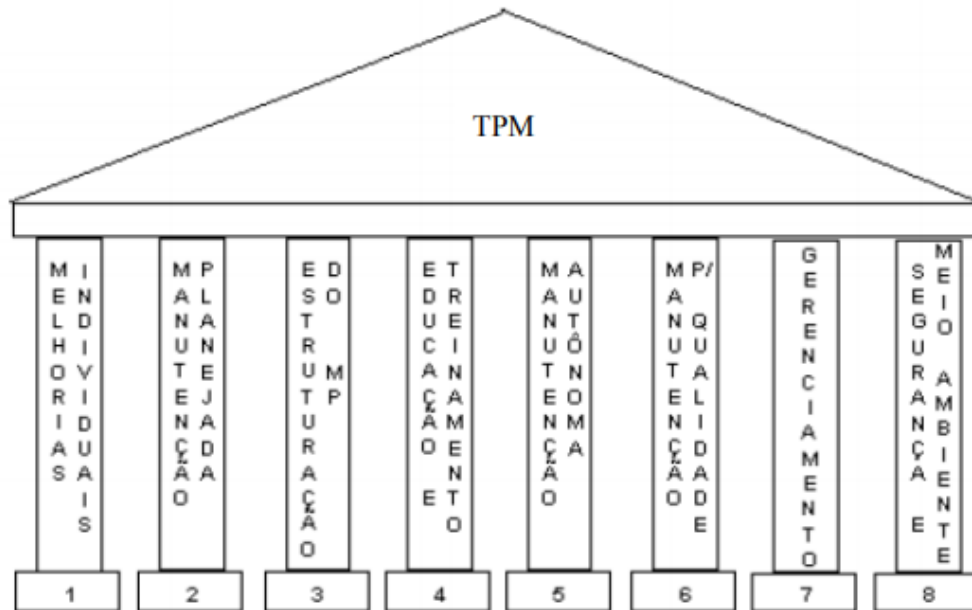 TPM
MELHORIAS
INDIVIDUAIS
MANUTENÇÃO
PLANEJADA
ESTRUTURAÇÃO
DO MP
EDUCAÇÃO E
TREINAMENTO
MANUTENÇÃO
AUTÔNOMA
MANUTENÇÃO
P/ QUALIDADE
GERENCIAMENTO
SEGURANÇA E
MEIO AMBIENTE
1
2
3
4
5
6
7
8